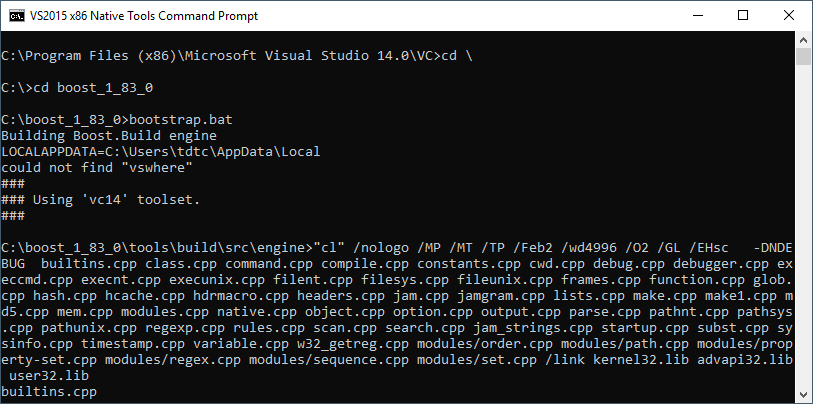 VS2015 x86 Native Tools Command Prompt
C:\Program Files (x86)\Microsoft Visual Studio 14.0\VC>cd \
C:\>cd boost_1_83_0
C:\boost_1_83_0>bootstrap.bat
Building Boost.Build engine
LOCALAPPDATA=C:\Users\tdtc\AppData\Local
could not find "vswhere"
###
### Using 'vc14' toolset.
###
C:\boost_1_83_0\tools\build\src\engine>"cl" /nologo /MP /MT /TP /Feb2 /wd4996 /O2 /GL /EHsc   -DNDE
BUG  builtins.cpp class.cpp command.cpp compile.cpp constants.cpp cwd.cpp debug.cpp debugger.cpp ex
eccmd.cpp execnt.cpp execunix.cpp filent.cpp filesys.cpp fileunix.cpp frames.cpp function.cpp glob.
cpp hash.cpp hcache.cpp hdrmacro.cpp headers.cpp jam.cpp jamgram.cpp lists.cpp make.cpp make1.cpp m
d5.cpp mem.cpp modules.cpp native.cpp object.cpp option.cpp output.cpp parse.cpp pathnt.cpp pathsys
.cpp pathunix.cpp regexp.cpp rules.cpp scan.cpp search.cpp jam_strings.cpp startup.cpp subst.cpp sy
sinfo.cpp timestamp.cpp variable.cpp w32_getreg.cpp modules/order.cpp modules/path.cpp modules/prop
erty-set.cpp modules/regex.cpp modules/sequence.cpp modules/set.cpp /link kernel32.lib advapi32.lib
 user32.lib
builtins.cpp